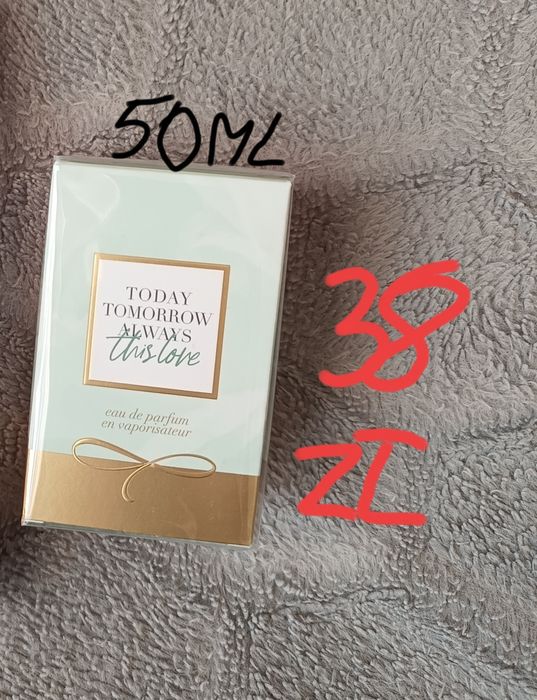 50ML
TODAY
TOMORROW
ALWAYS
this love
eau de parfum
en vaporisateur
38
ZŁ